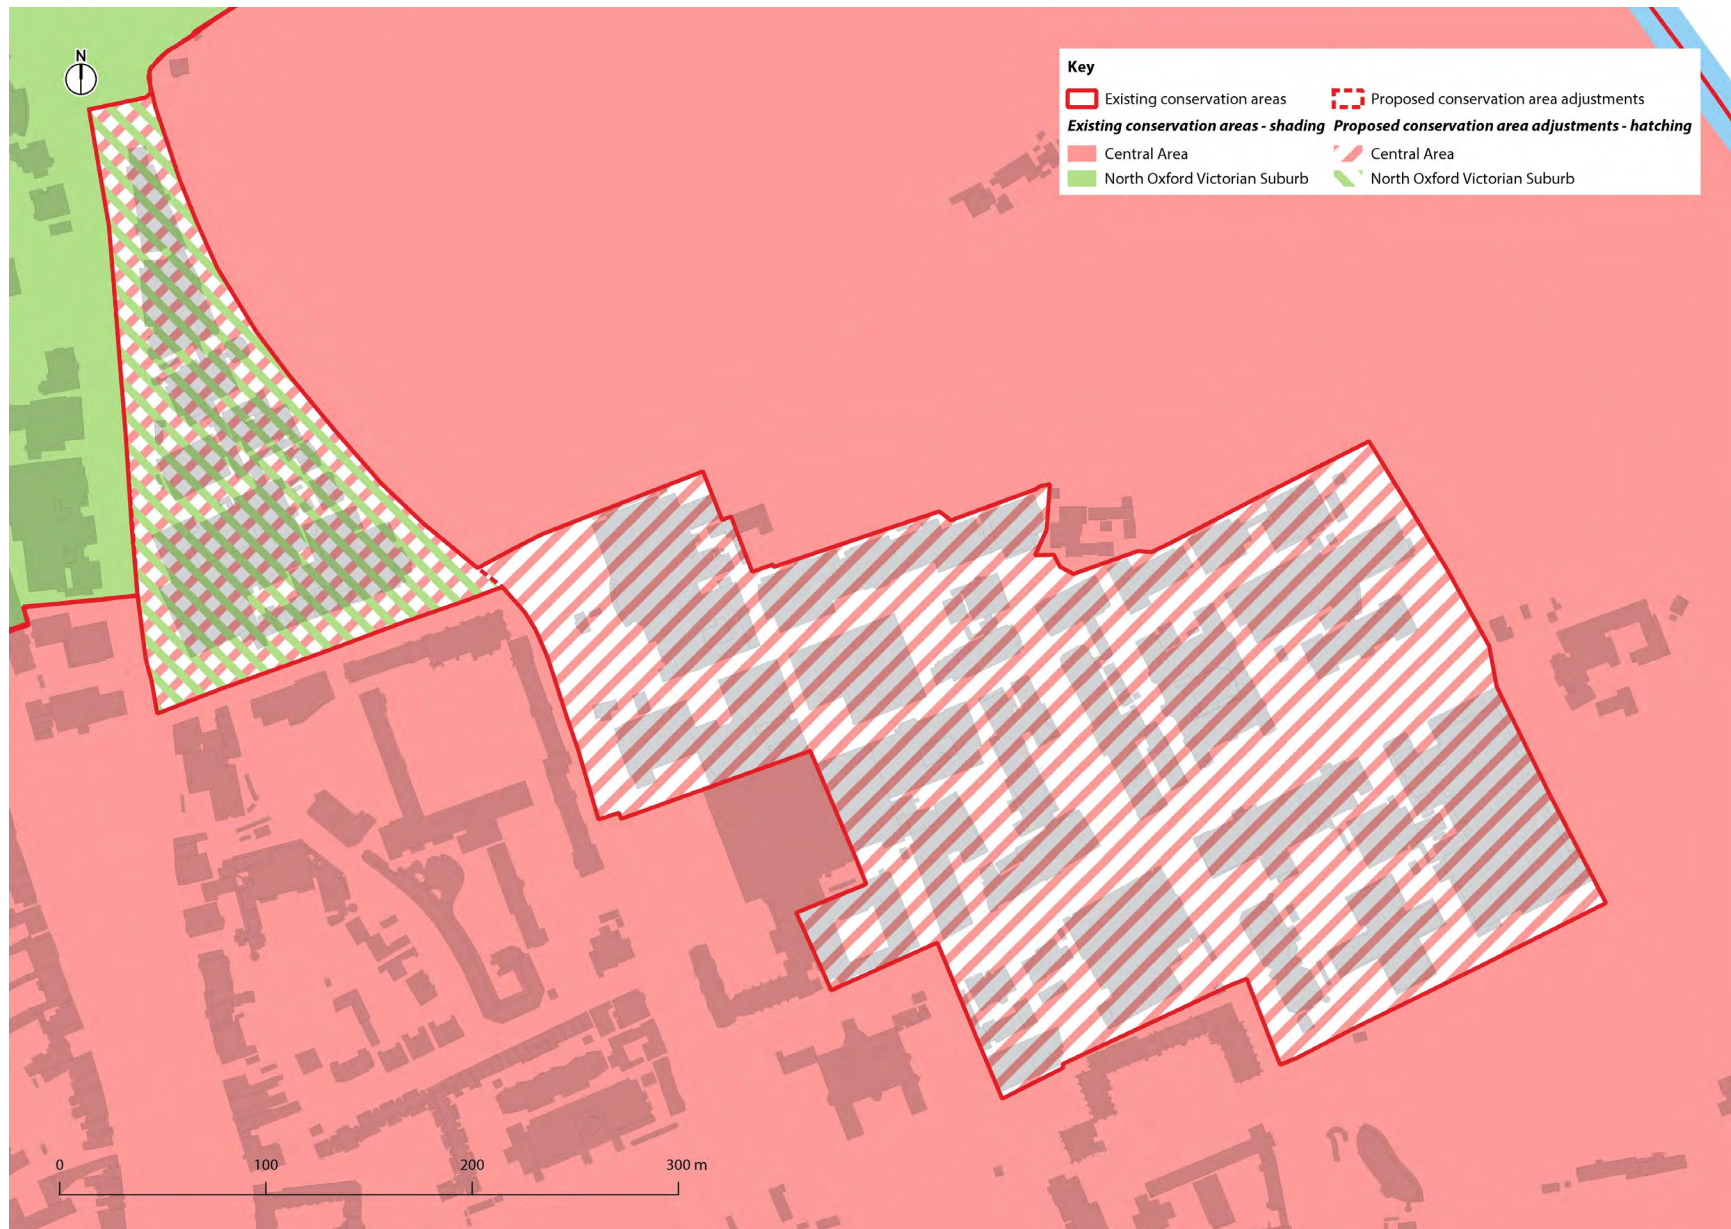 N
Key
Existing conservation areas
Proposed conservation area adjustments
Existing conservation areas - shading
Proposed conservation area adjustments - hatching
Central Area
Central Area
North Oxford Victorian Suburb
North Oxford Victorian Suburb
0 100 200 300 m